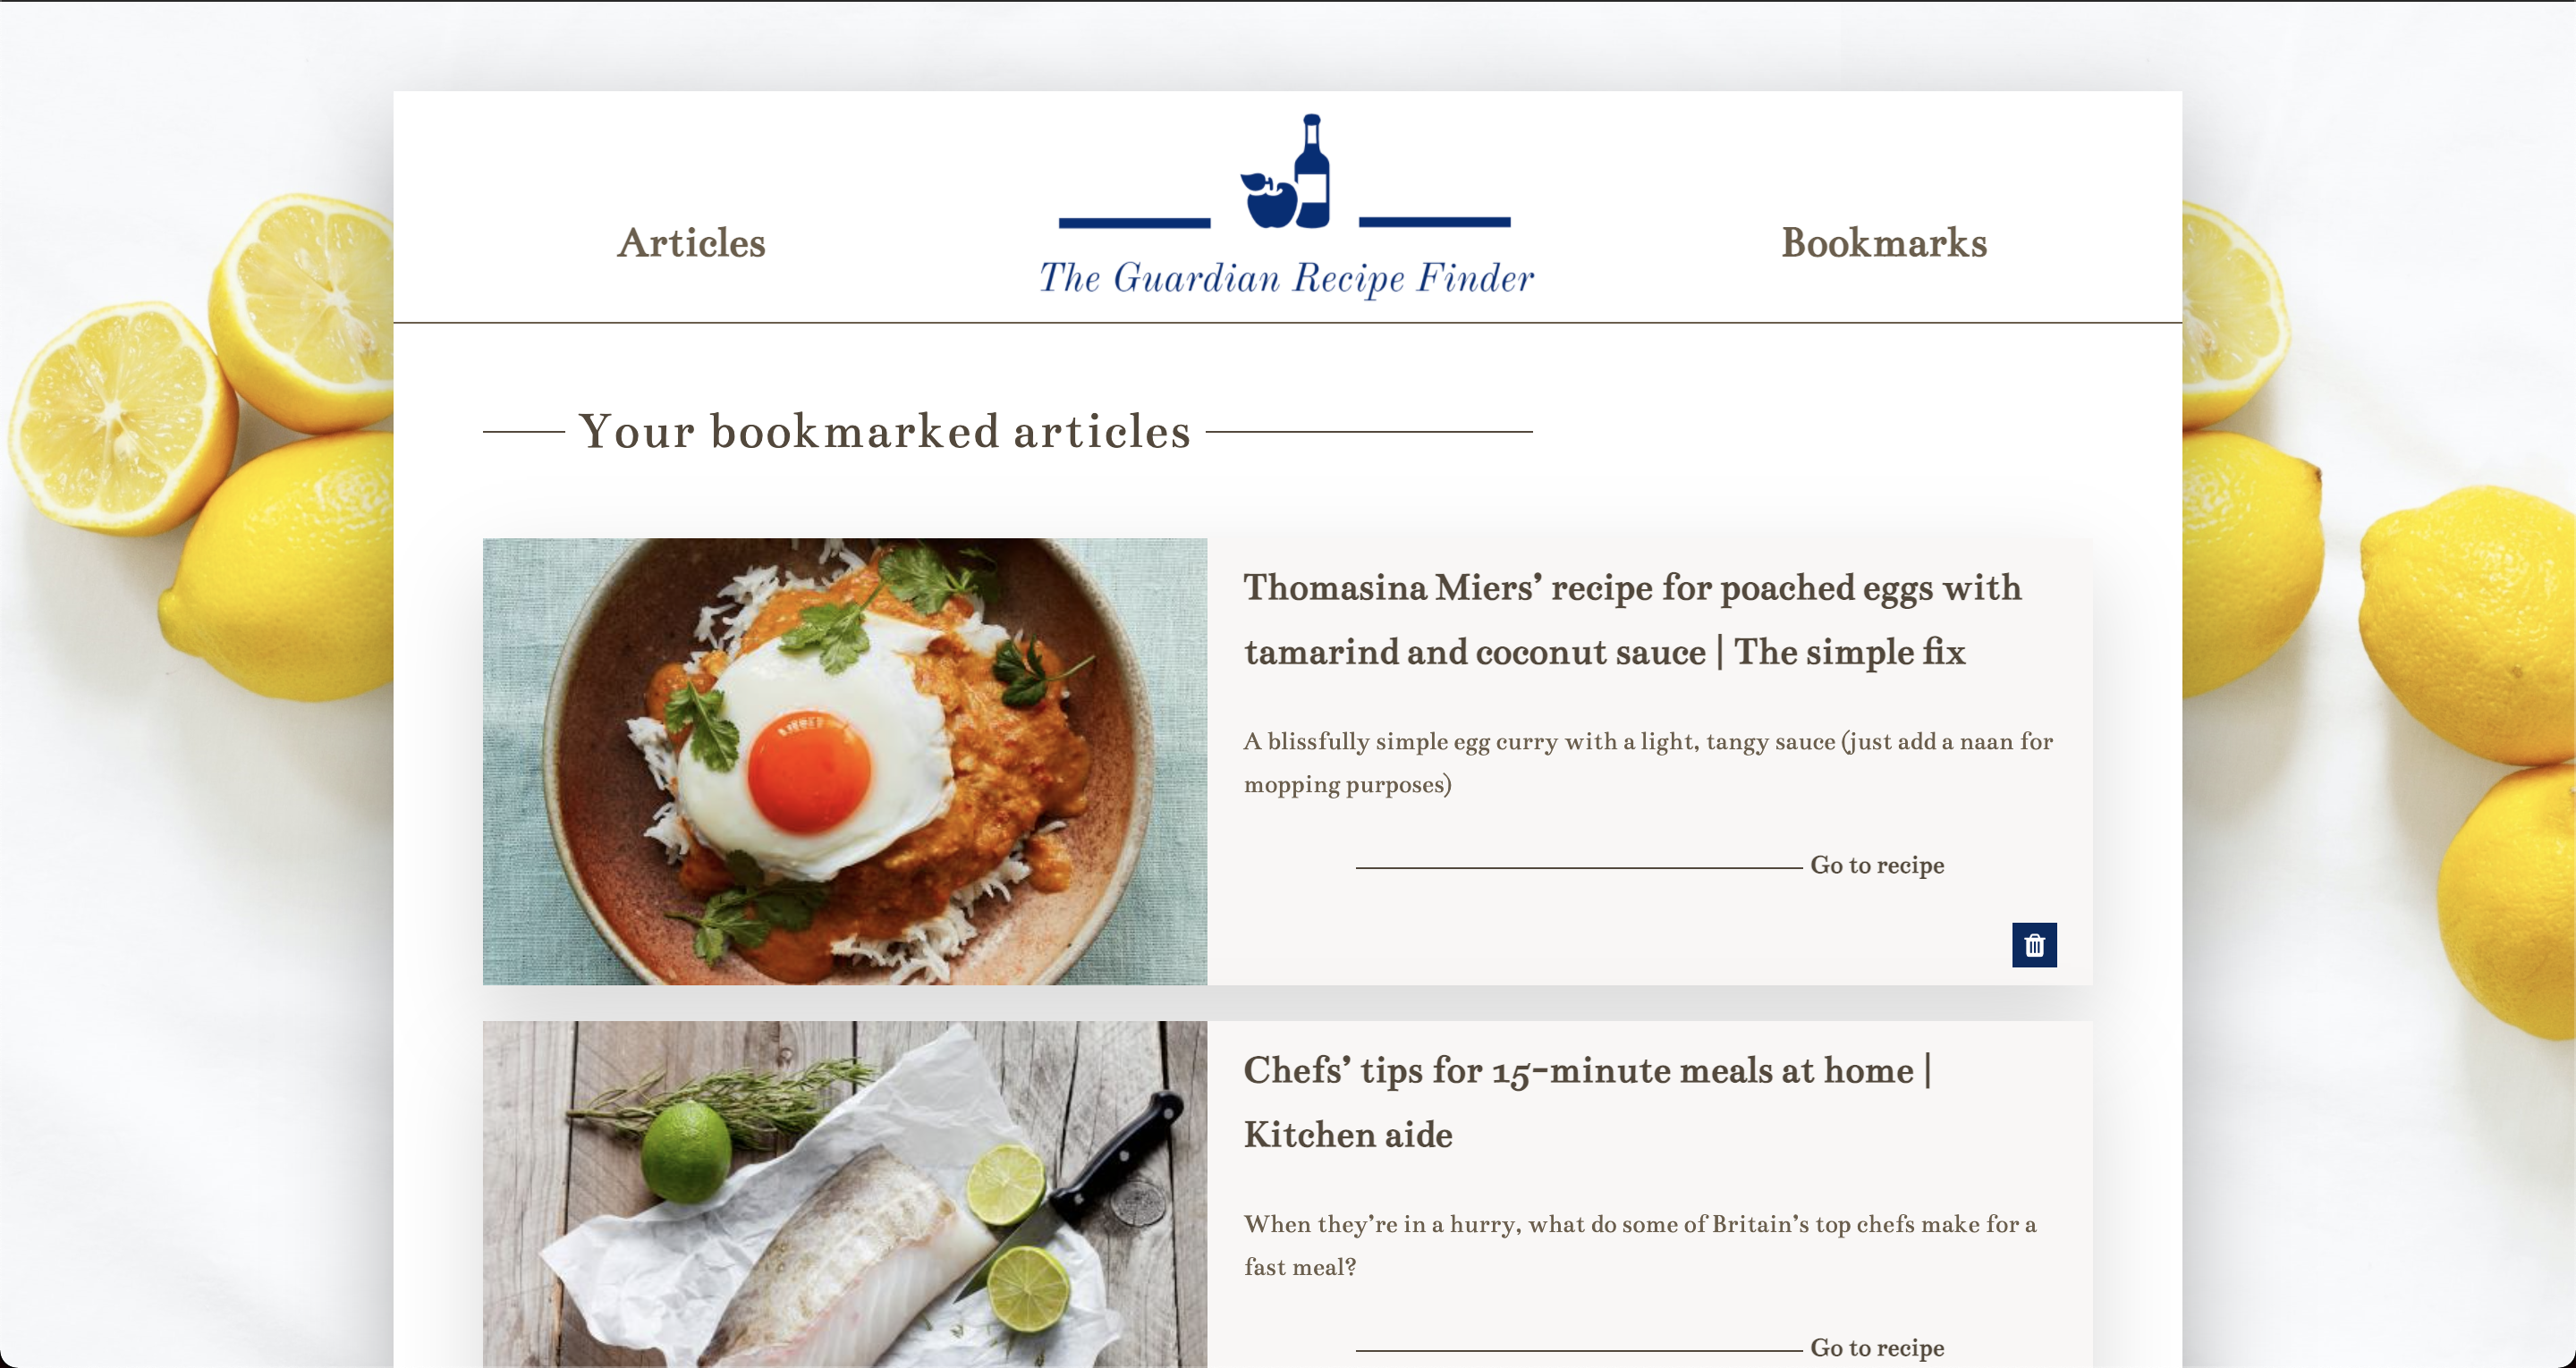 Articles
The Guardian Recipe Finder
Bookmarks
Your bookmarked articles
Thomasina Miers’ recipe for poached eggs with
tamarind and coconut sauce | The simple fix
A blissfully simple egg curry with a light, tangy sauce (just add a naan for
mopping purposes)
Go to recipe
Chefs’ tips for 15-minute meals at home |
Kitchen aide
When they’re in a hurry, what do some of Britain’s top chefs make for a
fast meal?
Go to recipe